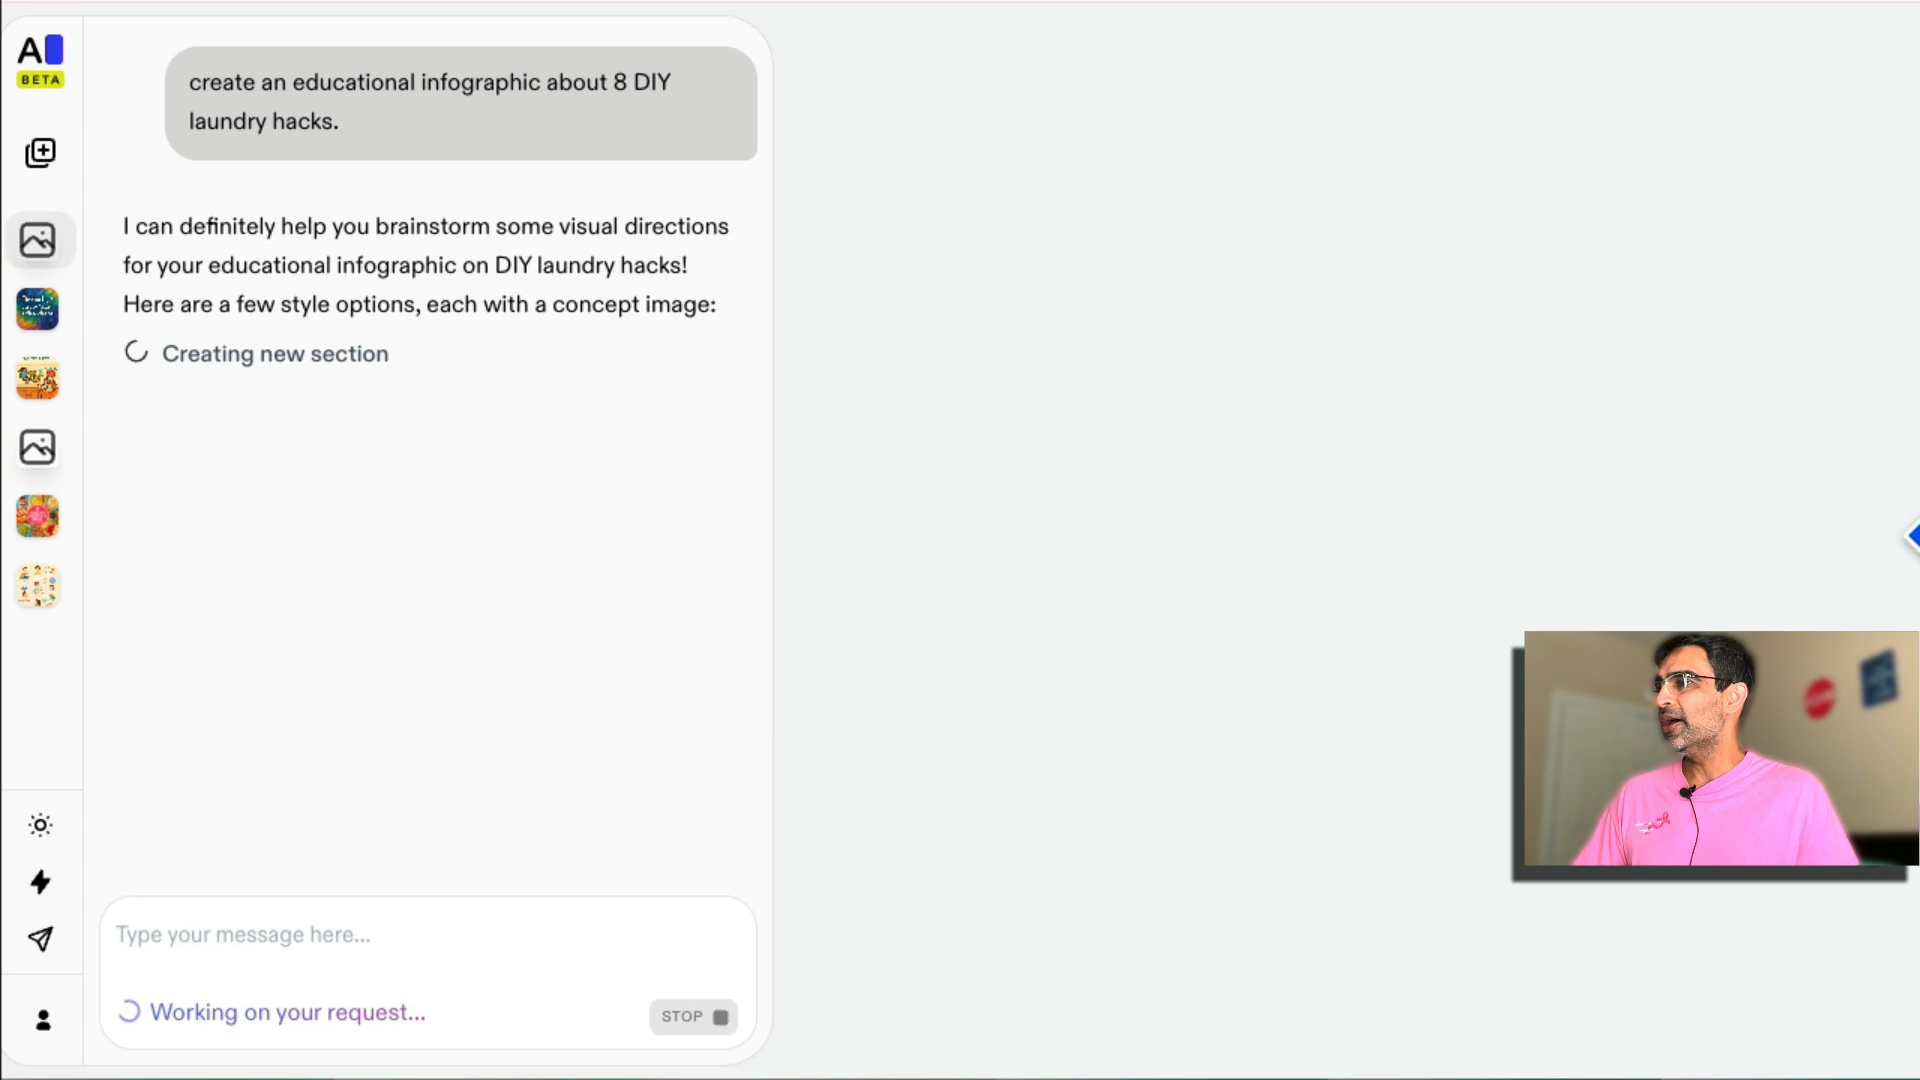 AI
BETA
create an educational infographic about 8 DIY
laundry hacks.
I can definitely help you brainstorm some visual directions
for your educational infographic on DIY laundry hacks!
Here are a few style options, each with a concept image:
Creating new section
Type your message here...
Working on your request...
STOP